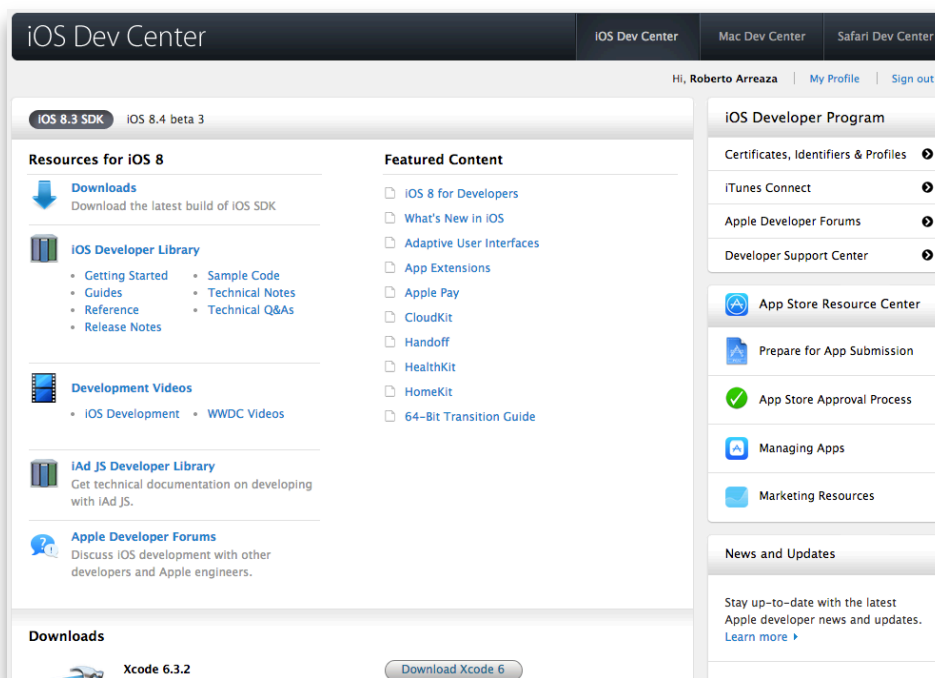 iOS Dev Center
iOS Dev Center
Mac Dev Center
Safari Dev Center
Hi, Roberto Arreaza
My Profile
Sign out
iOS 8.3 SDK
iOS 8.4 beta 3
Resources for iOS 8
Downloads
Download the latest build of iOS SDK
iOS Developer Library
• Getting Started
• Guides
• Reference
• Release Notes
• Sample Code
• Technical Notes
• Technical Q&As
Development Videos
• iOS Development
• WWDC Videos
iAd JS Developer Library
Get technical documentation on developing
with iAd JS.
Apple Developer Forums
Discuss iOS development with other
developers and Apple engineers.
Featured Content
iOS 8 for Developers
What's New in iOS
Adaptive User Interfaces
App Extensions
Apple Pay
CloudKit
Handoff
HealthKit
HomeKit
64-Bit Transition Guide
Downloads
Xcode 6.3.2
Download Xcode 6
iOS Developer Program
Certificates, Identifiers & Profiles
iTunes Connect
Apple Developer Forums
Developer Support Center
App Store Resource Center
Prepare for App Submission
App Store Approval Process
Managing Apps
Marketing Resources
News and Updates
Stay up-to-date with the latest
Apple developer news and updates.
Learn more